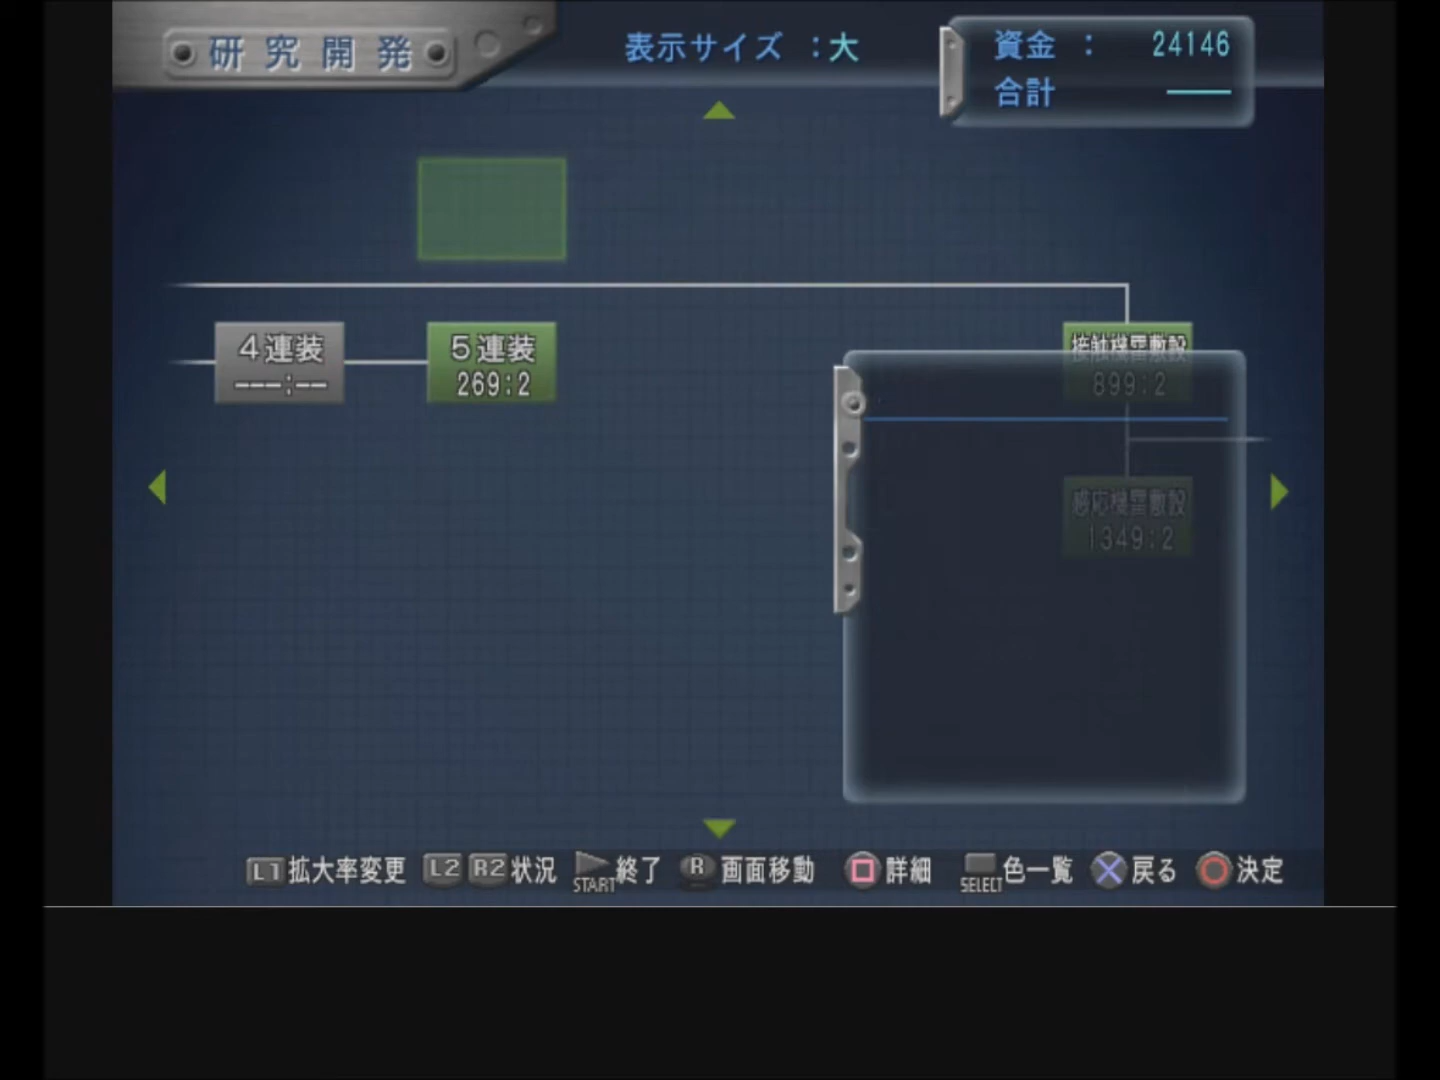 研究開発
表示サイズ ：大
資金 ： 24146
合計
4連装
---:--
5連装
269:2
接触機雷敷設
899:2
感応機雷敷設
1349:2
L1 拡大率変更 L2 R2 状況 START 終了 R 画面移動 詳細 SELECT 色一覧 戻る 決定